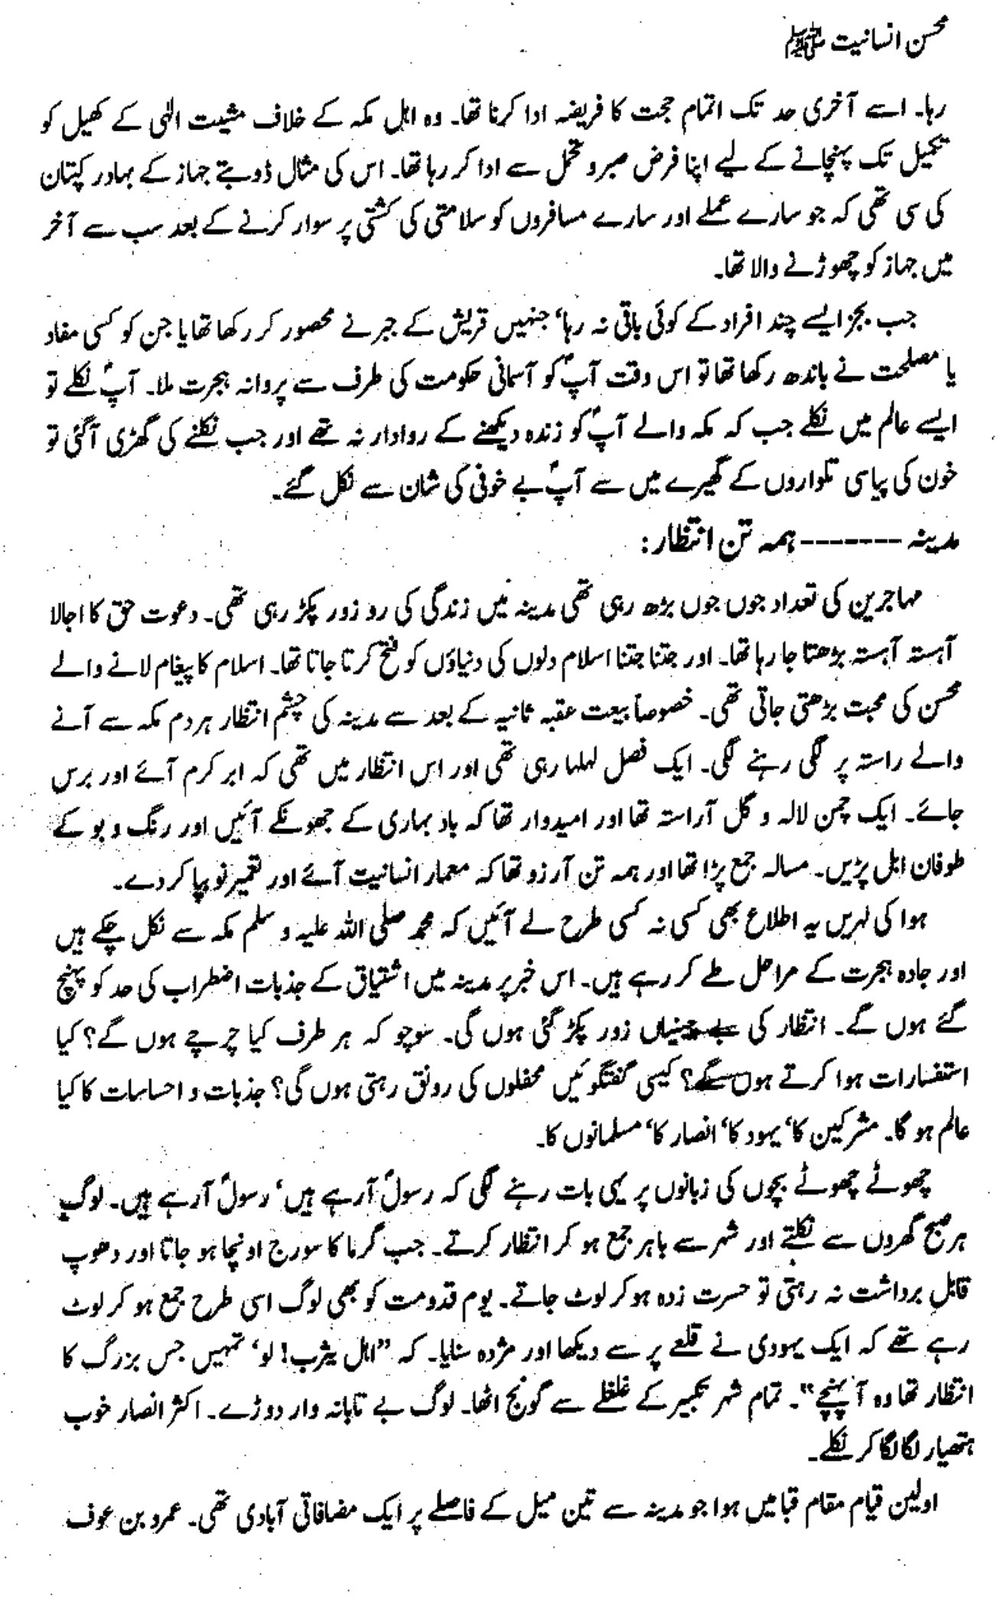 محسن انسانیت ﷺ
رہا۔ اسے آخری حد تک اتمام حجت کا فریضہ ادا کرنا تھا۔ وہ اہل مکہ کے خلاف مشیت الٰہی کے کھیل کو
تکمیل تک پہنچانے کے لیے اپنا فرض صبر و تحمل سے ادا کر رہا تھا۔ اس کی مثال ڈوبتے جہاز کے بہادر کپتان
کی سی تھی کہ جو سارے عملے اور سارے مسافروں کو سلامتی کی کشتی پر سوار کرنے کے بعد سب سے آخر
میں جہاز کو چھوڑنے والا تھا۔
جب بجز ایسے چند افراد کے کوئی باقی نہ رہا‘ جنہیں قریش کے جبر نے محصور کر رکھا تھا یا جن کو کسی مفاد
یا مصلحت نے باندھ رکھا تھا تو اس وقت آپؐ کو آسمانی حکومت کی طرف سے پروانہ ہجرت ملا۔ آپؐ نکلے تو
ایسے عالم میں نکلے جب کہ مکہ والے آپؐ کو زندہ دیکھنے کے روادار نہ تھے اور جب نکلنے کی گھڑی آ گئی تو
خون کی پیاسی تلواروں کے گھیرے میں سے آپؐ بے خوفی کی شان سے نکل گئے۔
مدینہ ------- ہمہ تن انتظار:
مہاجرین کی تعداد جوں جوں بڑھ رہی تھی مدینہ میں زندگی کی رو زور پکڑ رہی تھی۔ دعوت حق کا اجالا
آہستہ آہستہ بڑھتا جا رہا تھا۔ اور جتنا جتنا اسلام دلوں کی دنیاؤں کو فتح کرتا جاتا تھا۔ اسلام کا پیغام لانے والے
محسن کی محبت بڑھتی جاتی تھی۔ خصوصاً بیعت عقبہ ثانیہ کے بعد سے مدینہ کی چشم انتظار ہر دم مکہ سے آنے
والے راستہ پر لگی رہنے لگی۔ ایک فصل لہلہا رہی تھی اور اس انتظار میں تھی کہ ابر کرم آئے اور برس
جائے۔ ایک چمن لالہ و گل آراستہ تھا اور امیدوار تھا کہ باد بہاری کے جھونکے آئیں اور رنگ و بو کے
طوفان ابل پڑیں۔ مسالہ جمع پڑا تھا اور ہمہ تن آرزو تھا کہ معمار انسانیت آئے اور تعمیر نو بپا کر دے۔
ہوا کی لہریں یہ اطلاع بھی کسی نہ کسی طرح لے آئیں کہ محمد صلی اللہ علیہ و سلم مکہ سے نکل چکے ہیں
اور جادہ ہجرت کے مراحل طے کر رہے ہیں۔ اس خبر پر مدینہ میں اشتیاق کے جذبات اضطراب کی حد کو پہنچ
گئے ہوں گے۔ انتظار کی بے چینیاں زور پکڑ گئی ہوں گی۔ سوچو کہ ہر طرف کیا چرچے ہوں گے؟ کیا
استفسارات ہوا کرتے ہوں گے؟ کیسی گفتگوئیں محفلوں کی رونق رہتی ہوں گی؟ جذبات و احساسات کا کیا
عالم ہو گا۔ مشرکین کا‘ یہود کا‘ انصار کا‘ مسلمانوں کا۔
چھوٹے چھوٹے بچوں کی زبانوں پر یہی بات رہنے لگی کہ رسولؐ آ رہے ہیں‘ رسولؐ آ رہے ہیں۔ لوگ
ہر صبح گھروں سے نکلتے اور شہر سے باہر جمع ہو کر انتظار کرتے۔ جب گرما کا سورج اونچا ہو جاتا اور دھوپ
قابل برداشت نہ رہتی تو حسرت زدہ ہو کر لوٹ جاتے۔ یوم قدومت کو بھی لوگ اسی طرح جمع ہو کر لوٹ
رہے تھے کہ ایک یہودی نے قلعے پر سے دیکھا اور مژدہ سنایا۔ کہ "اہل یثرب! لو‘ تمہیں جس بزرگ کا
انتظار تھا وہ آ پہنچے"۔ تمام شہر تکبیر کے غلغلے سے گونج اٹھا۔ لوگ بے تابانہ وار دوڑے۔ اکثر انصار خوب
ہتھیار لگا لگا کر نکلے۔
اولین قیام مقام قبا میں ہوا جو مدینہ سے تین میل کے فاصلے پر ایک مضافاتی آبادی تھی۔ عمرو بن عوف